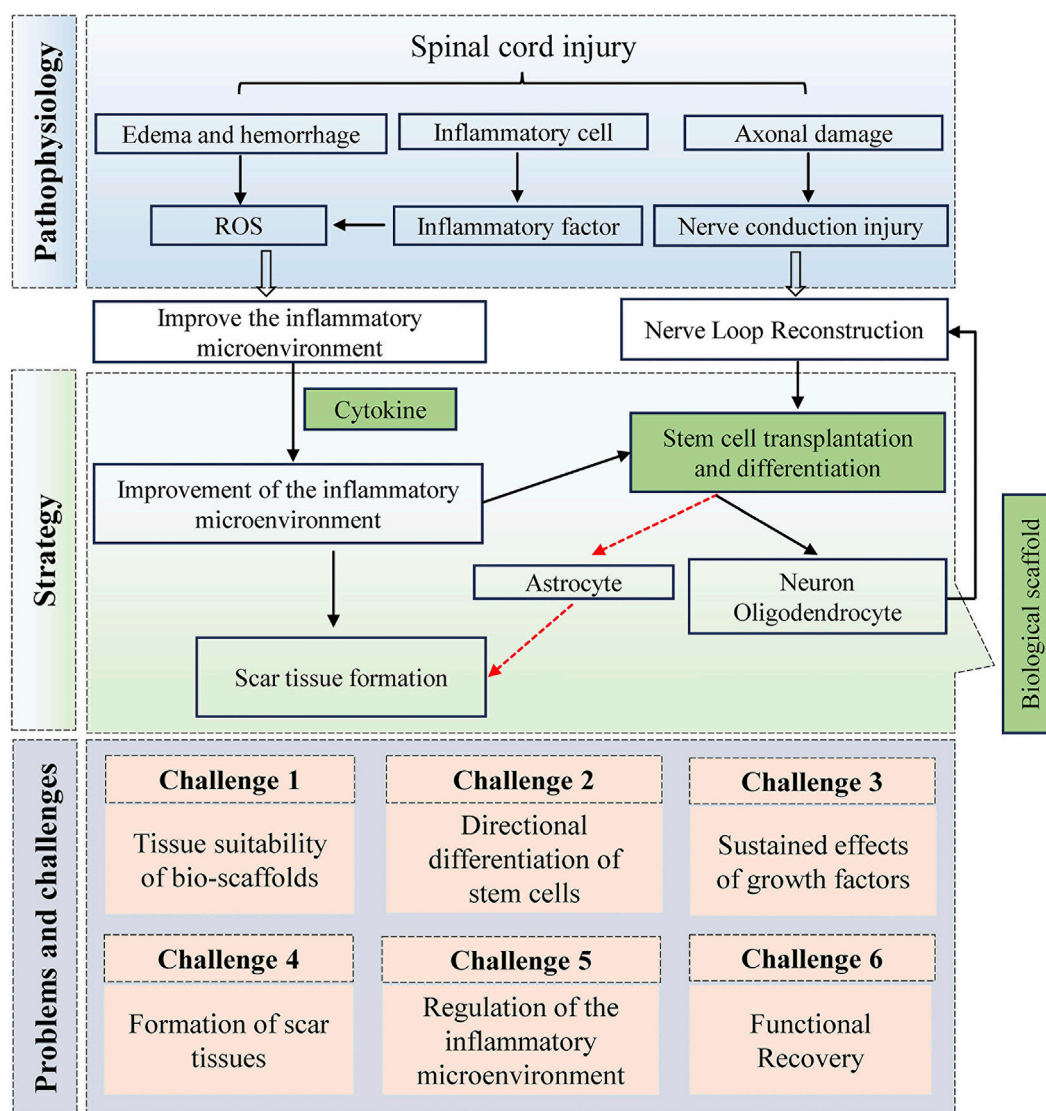 Pathophysiology
Spinal cord injury
Edema and hemorrhage
Inflammatory cell
Axonal damage
ROS
Inflammatory factor
Nerve conduction injury
Improve the inflammatory
microenvironment
Nerve Loop Reconstruction
Strategy
Cytokine
Stem cell transplantation
and differentiation
Improvement of the inflammatory
microenvironment
Astrocyte
Neuron
Oligodendrocyte
Scar tissue formation
Biological scaffold
Problems and challenges
Challenge 1
Tissue suitability
of bio-scaffolds
Challenge 2
Directional
differentiation of
stem cells
Challenge 3
Sustained effects
of growth factors
Challenge 4
Formation of scar
tissues
Challenge 5
Regulation of the
inflammatory
microenvironment
Challenge 6
Functional
Recovery